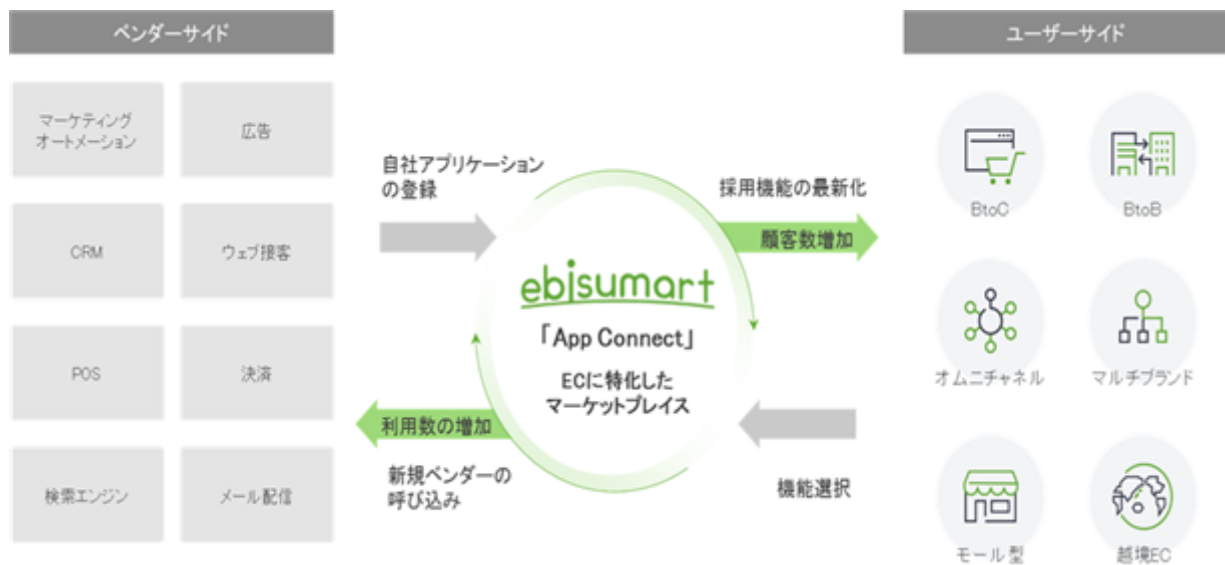 ベンダーサイド
マーケティング
オートメーション
広告
CRM
ウェブ接客
POS
決済
検索エンジン
メール配信
自社アプリケーション
の登録
利用数の増加
新規ベンダーの
呼び込み
ebisumart
「App Connect」
ECに特化した
マーケットプレイス
採用機能の最新化
顧客数増加
機能選択
ユーザーサイド
BtoC
BtoB
オムニチャネル
マルチブランド
モール型
越境EC